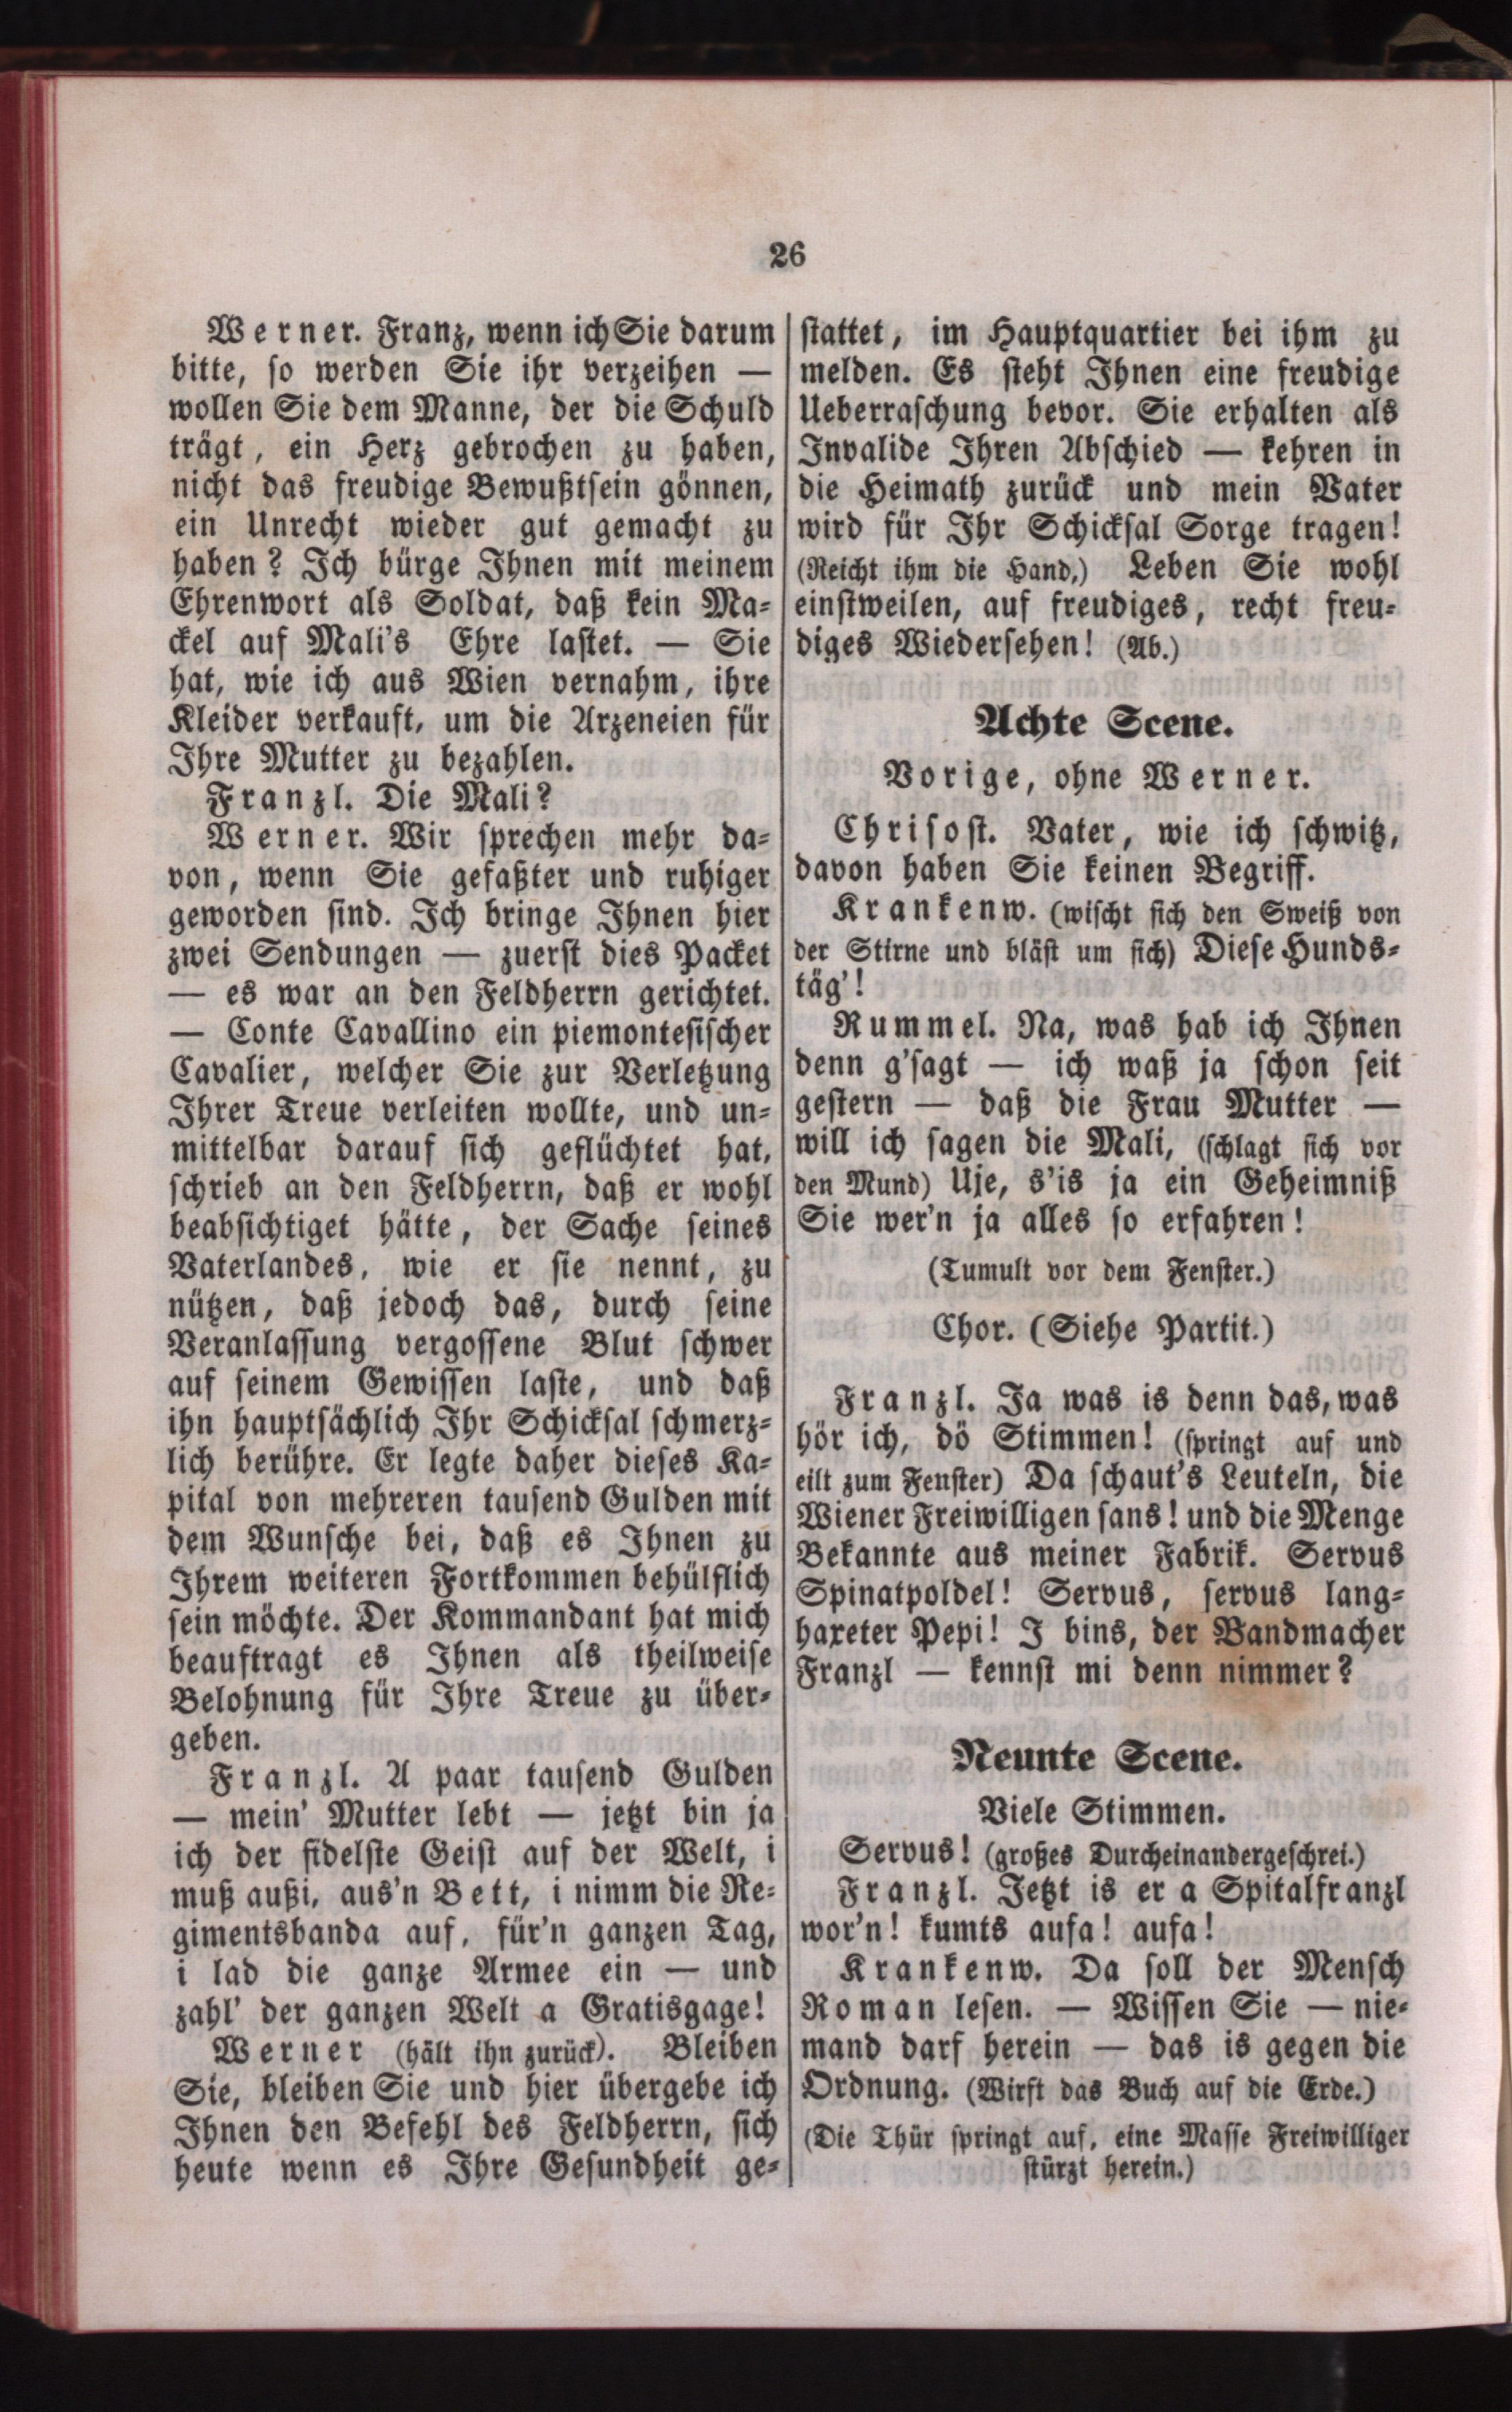 26
Werner. Franz, wenn ich Sie darum
bitte, so werden Sie ihr verzeihen —
wollen Sie dem Manne, der die Schuld
trägt, ein Herz gebrochen zu haben,
nicht das freudige Bewußtsein gönnen,
ein Unrecht wieder gut gemacht zu
haben? Ich bürge Ihnen mit meinem
Ehrenwort als Soldat, daß kein Ma-
ckel auf Mali's Ehre lastet. — Sie
hat, wie ich aus Wien vernahm, ihre
Kleider verkauft, um die Arzeneien für
Ihre Mutter zu bezahlen.
Franzl. Die Mali?
Werner. Wir sprechen mehr da-
von, wenn Sie gefaßter und ruhiger
geworden sind. Ich bringe Ihnen hier
zwei Sendungen — zuerst dies Packet
— es war an den Feldherrn gerichtet.
— Conte Cavallino ein piemontesischer
Cavalier, welcher Sie zur Verletzung
Ihrer Treue verleiten wollte, und un-
mittelbar darauf sich geflüchtet hat,
schrieb an den Feldherrn, daß er wohl
beabsichtiget hätte, der Sache seines
Vaterlandes, wie er sie nennt, zu
nützen, daß jedoch das, durch seine
Veranlassung vergossene Blut schwer
auf seinem Gewissen laste, und daß
ihn hauptsächlich Ihr Schicksal schmerz-
lich berühre. Er legte daher dieses Ka-
pital von mehreren tausend Gulden mit
dem Wunsche bei, daß es Ihnen zu
Ihrem weiteren Fortkommen behülflich
sein möchte. Der Kommandant hat mich
beauftragt es Ihnen als theilweise
Belohnung für Ihre Treue zu über-
geben.
Franzl. A paar tausend Gulden
— mein' Mutter lebt — jetzt bin ja
ich der fidelste Geist auf der Welt, i
muß außi, aus'n Bett, i nimm die Re-
gimentsbanda auf, für'n ganzen Tag,
i lad die ganze Armee ein — und
zahl' der ganzen Welt a Gratisgage!
Werner (hält ihn zurück). Bleiben
Sie, bleiben Sie und hier übergebe ich
Ihnen den Befehl des Feldherrn, sich
heute wenn es Ihre Gesundheit ge-
stattet, im Hauptquartier bei ihm zu
melden. Es steht Ihnen eine freudige
Ueberraschung bevor. Sie erhalten als
Invalide Ihren Abschied — kehren in
die Heimath zurück und mein Vater
wird für Ihr Schicksal Sorge tragen!
(Reicht ihm die Hand,) Leben Sie wohl
einstweilen, auf freudiges, recht freu-
diges Wiedersehen! (Ab.)
Achte Scene.
Vorige, ohne Werner.
Chrisost. Vater, wie ich schwitz,
davon haben Sie keinen Begriff.
Krankenw. (wischt sich den Sweiß von
der Stirne und bläst um sich) Diese Hunds-
täg'!
Rummel. Na, was hab ich Ihnen
denn g'sagt — ich waß ja schon seit
gestern — daß die Frau Mutter —
will ich sagen die Mali, (schlagt sich vor
den Mund) Uje, s'is ja ein Geheimniß
Sie wer'n ja alles so erfahren!
(Tumult vor dem Fenster.)
Chor. (Siehe Partit.)
Franzl. Ja was is denn das, was
hör ich, dö Stimmen! (springt auf und
eilt zum Fenster) Da schaut's Leuteln, die
Wiener Freiwilligen sans! und die Menge
Bekannte aus meiner Fabrik. Servus
Spinatpoldel! Servus, servus lang-
haxeter Pepi! I bins, der Bandmacher
Franzl — kennst mi denn nimmer?
Neunte Scene.
Viele Stimmen.
Servus! (großes Durcheinandergeschrei.)
Franzl. Jetzt is er a Spitalfranzl
wor'n! kumts aufa! aufa!
Krankenw. Da soll der Mensch
Roman lesen. — Wissen Sie — nie-
mand darf herein — das is gegen die
Ordnung. (Wirft das Buch auf die Erde.)
(Die Thür springt auf, eine Masse Freiwilliger
stürzt herein.)